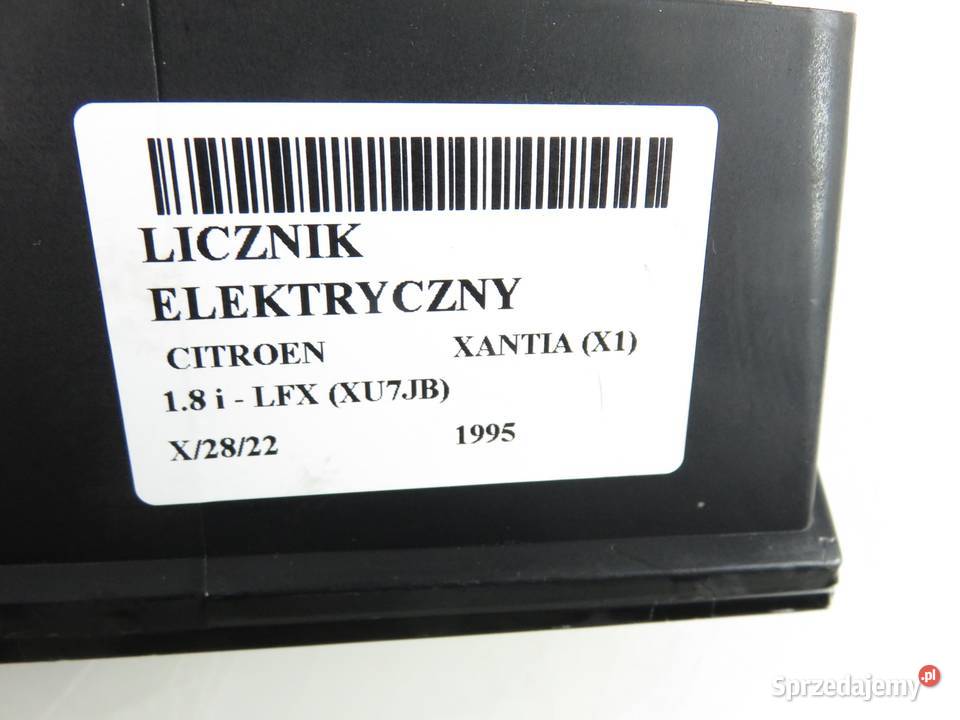 LICZNIK
ELEKTRYCZNY
CITROEN XANTIA (X1)
1.8 i - LFX (XU7JB)
X/28/22 1995
Sprzedajemy.pl